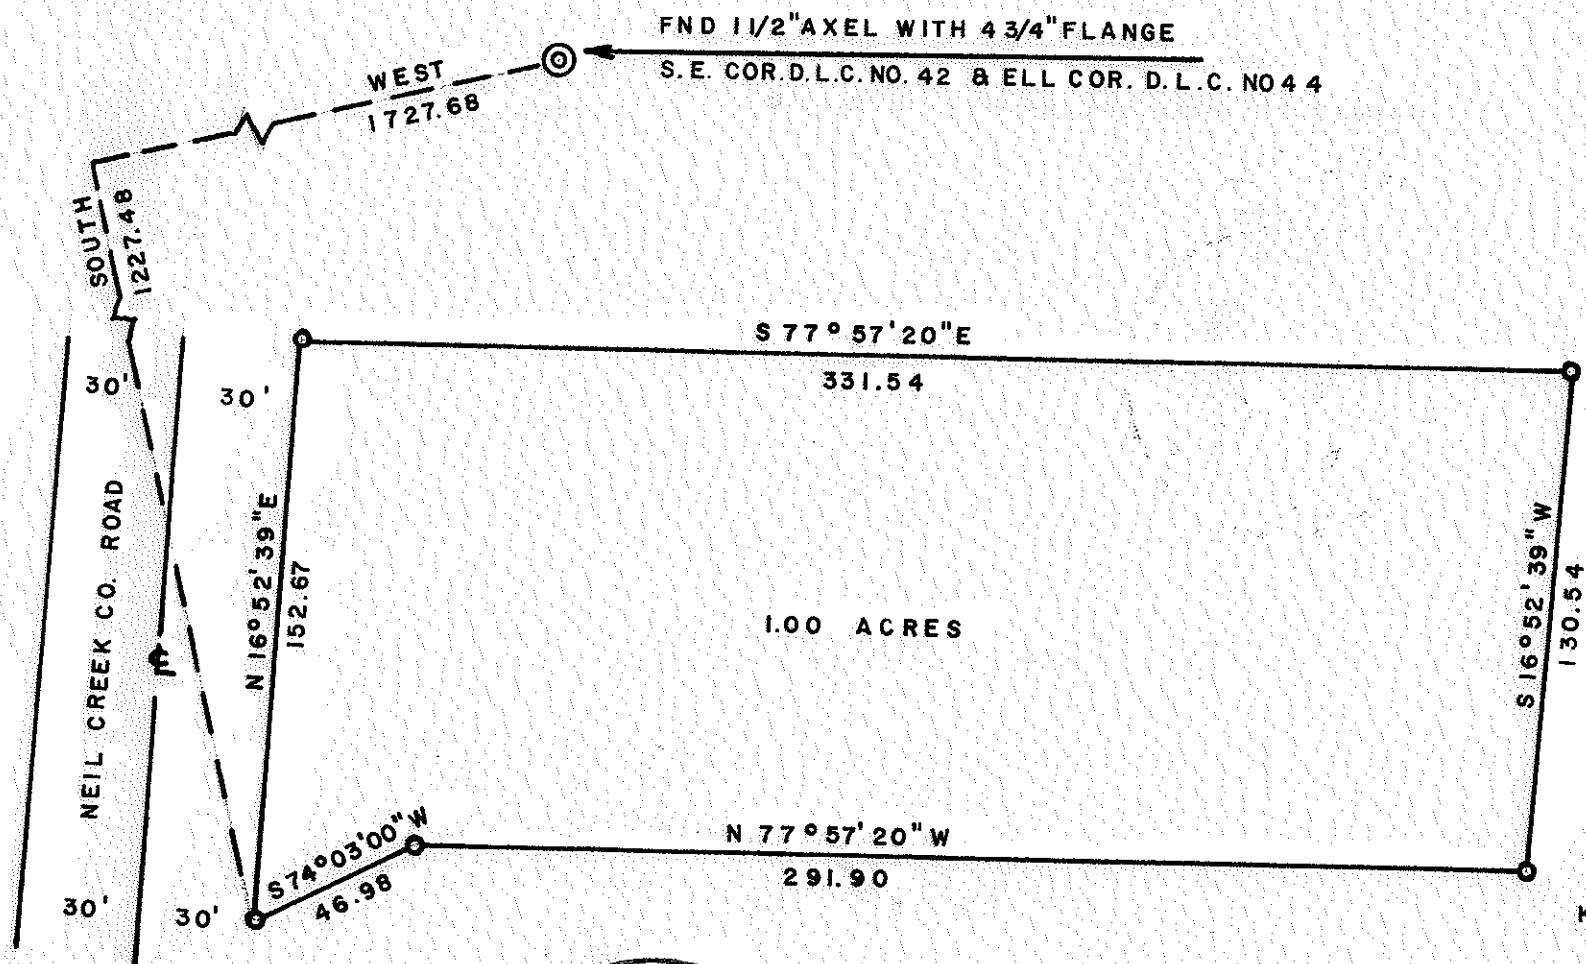 FND 1 1/2" AXEL WITH 4 3/4" FLANGE
S.E. COR. D.L.C. NO. 42 & ELL COR. D.L.C. NO 44
WEST
1727.68
SOUTH
1227.48
S 77° 57' 20" E
331.54
30'
30'
N 16° 52' 39" E
152.67
NEIL CREEK CO. ROAD
1.00 ACRES
S 16° 52' 39" W
130.54
S 74° 03' 00" W
46.98
N 77° 57' 20" W
291.90
30'
30'